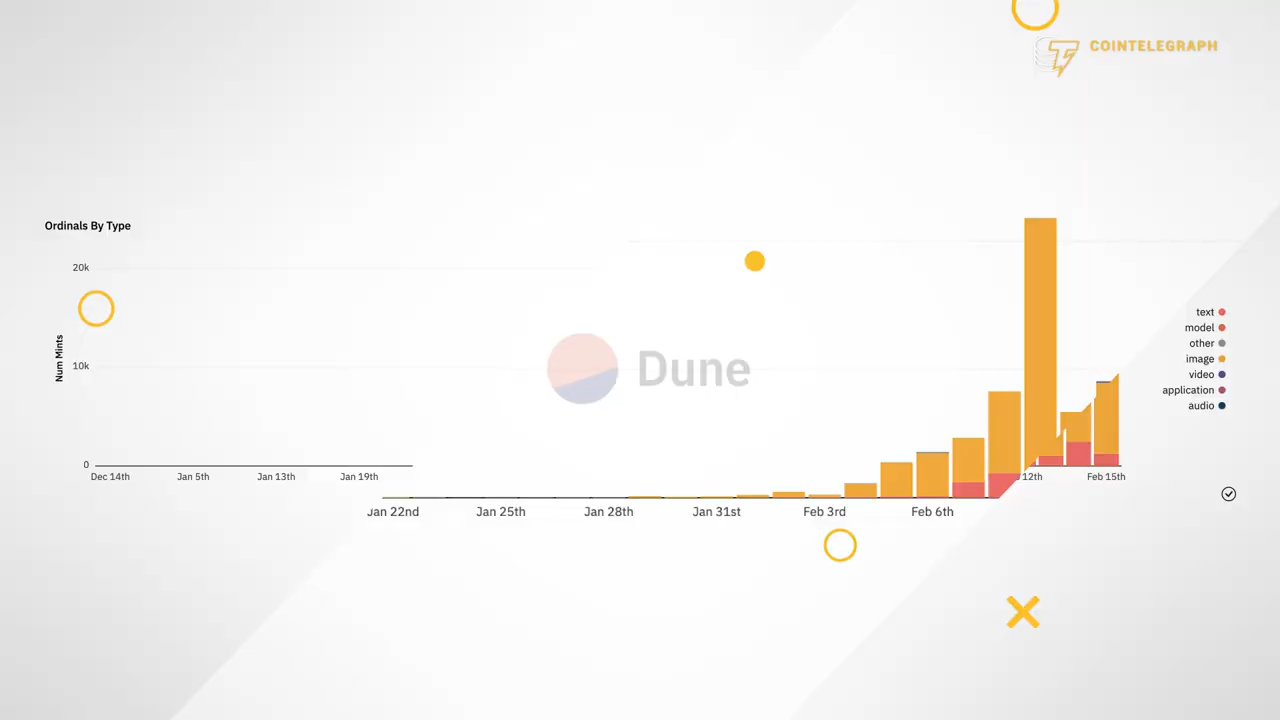 COINTELEGRAPH
Ordinals By Type
20k
10k
0
Num Mints
Dune
text
model
other
image
video
application
audio
Dec 14th Jan 5th Jan 13th Jan 19th 12th Feb 15th
Jan 22nd Jan 25th Jan 28th Jan 31st Feb 3rd Feb 6th